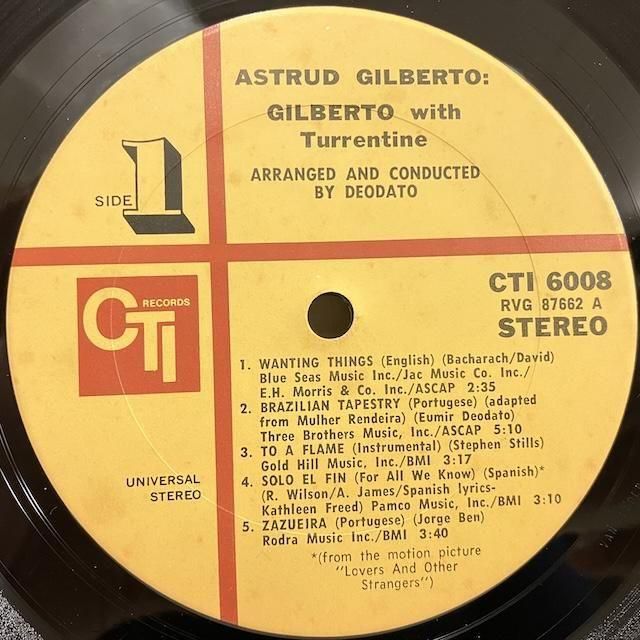 ASTRUD GILBERTO:
GILBERTO with
Turrentine
ARRANGED AND CONDUCTED
BY DEODATO
SIDE 1
CTI RECORDS
CTI 6008
RVG 87662 A
STEREO
1. WANTING THINGS (English) (Bacharach/David)
Blue Seas Music Inc./Jac Music Co. Inc./
E.H. Morris & Co. Inc./ASCAP 2:35
2. BRAZILIAN TAPESTRY (Portugese) (adapted
from Mulher Rendeira) (Eumir Deodato)
Three Brothers Music, Inc./ASCAP 5:10
3. TO A FLAME (Instrumental) (Stephen Stills)
Gold Hill Music, Inc./BMI 3:17
4. SOLO EL FIN (For All We Know) (Spanish)*
(R. Wilson/A. James/Spanish lyrics-
Kathleen Freed) Pamco Music, Inc./BMI 3:10
5. ZAZUEIRA (Portugese) (Jorge Ben)
Rodra Music Inc./BMI 3:40
*(from the motion picture
"Lovers And Other
Strangers")
UNIVERSAL
STEREO